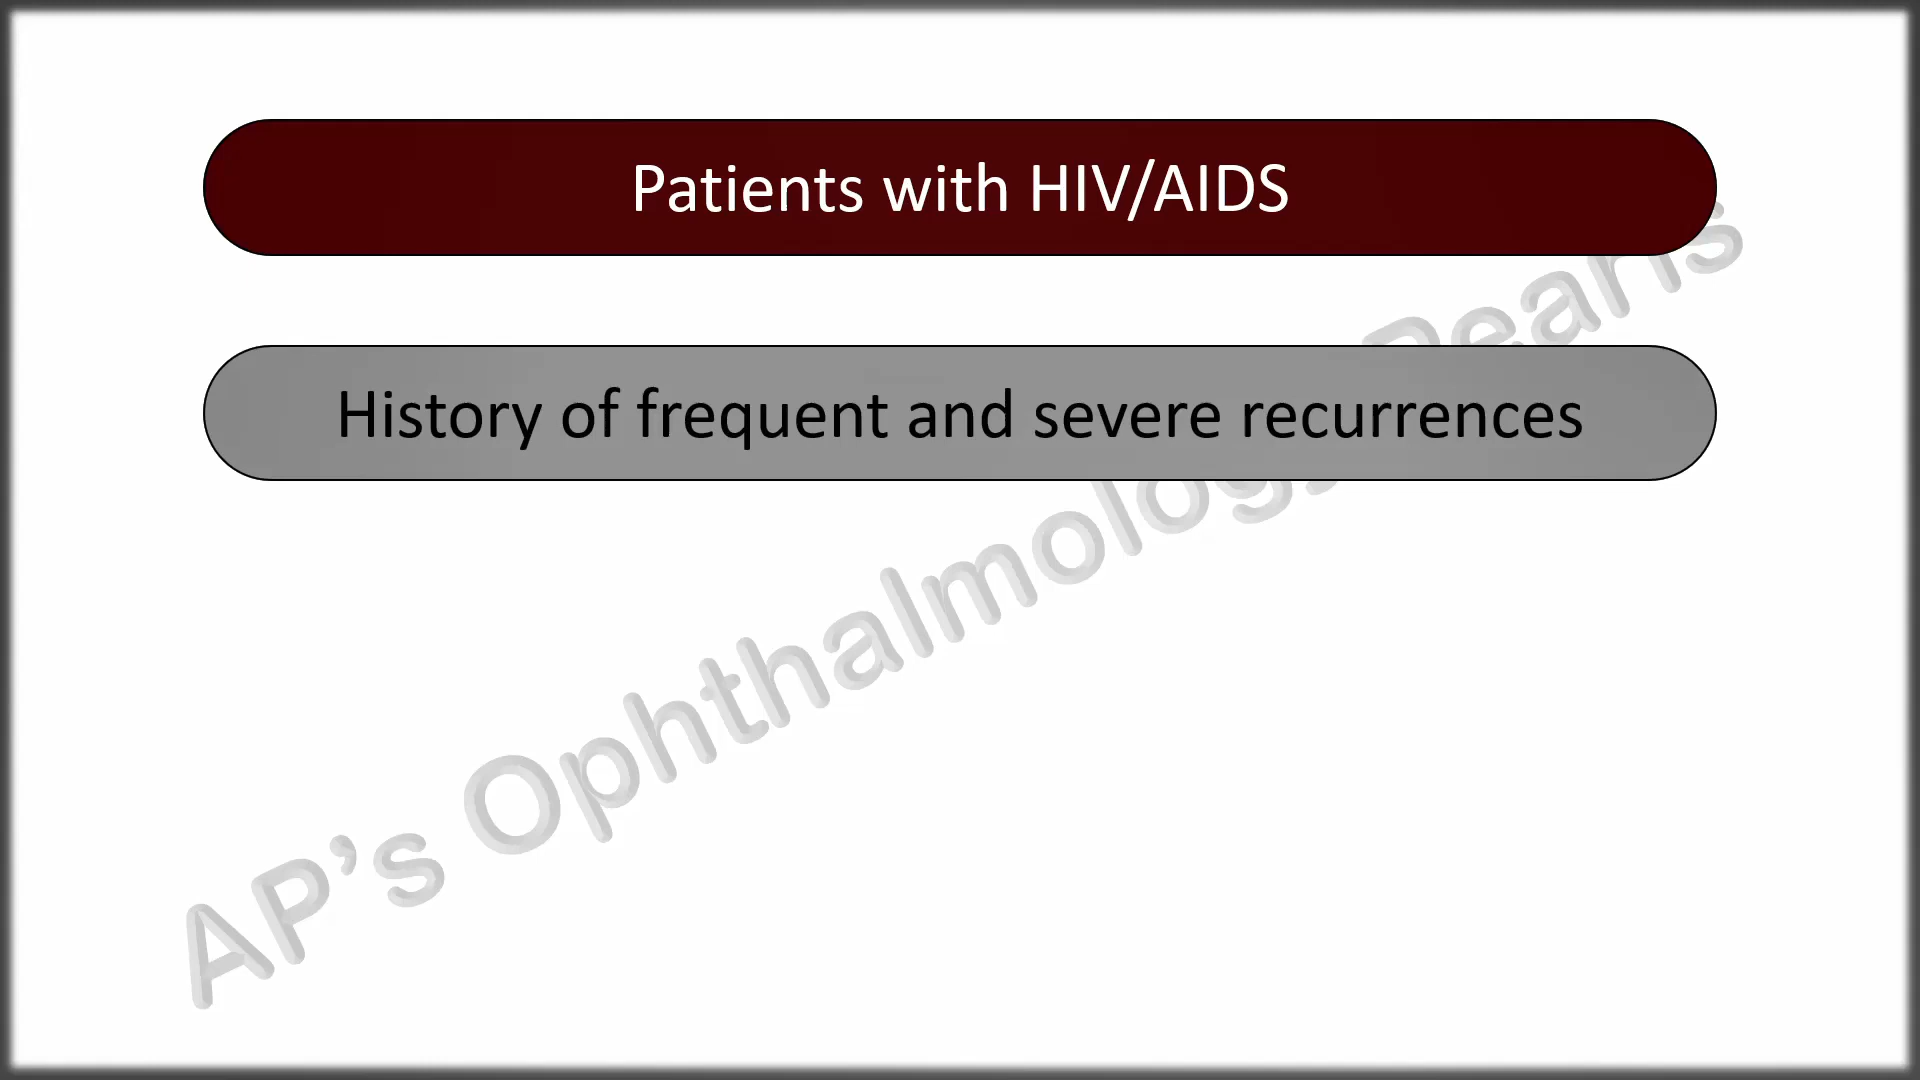 Patients with HIV/AIDS
History of frequent and severe recurrences
AP’s Ophthalmology Pearls